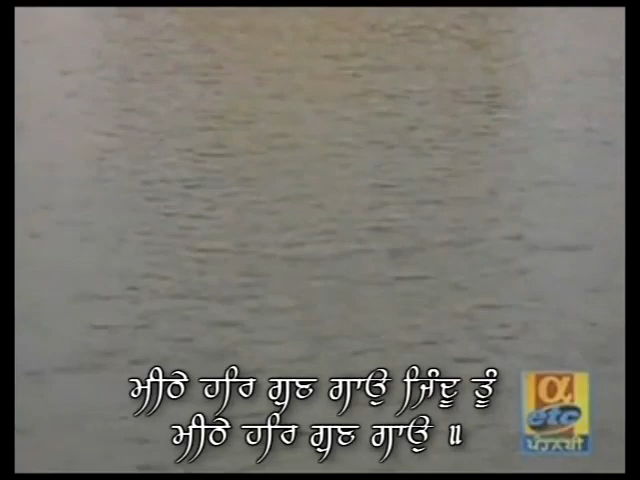 ਮੀਠੇ ਹਰਿ ਗੁਣ ਗਾਉ ਜਿੰਦੂ ਤੂੰ
ਮੀਠੇ ਹਰਿ ਗੁਣ ਗਾਉ ॥
α
etc
ਪੰਜਾਬੀ